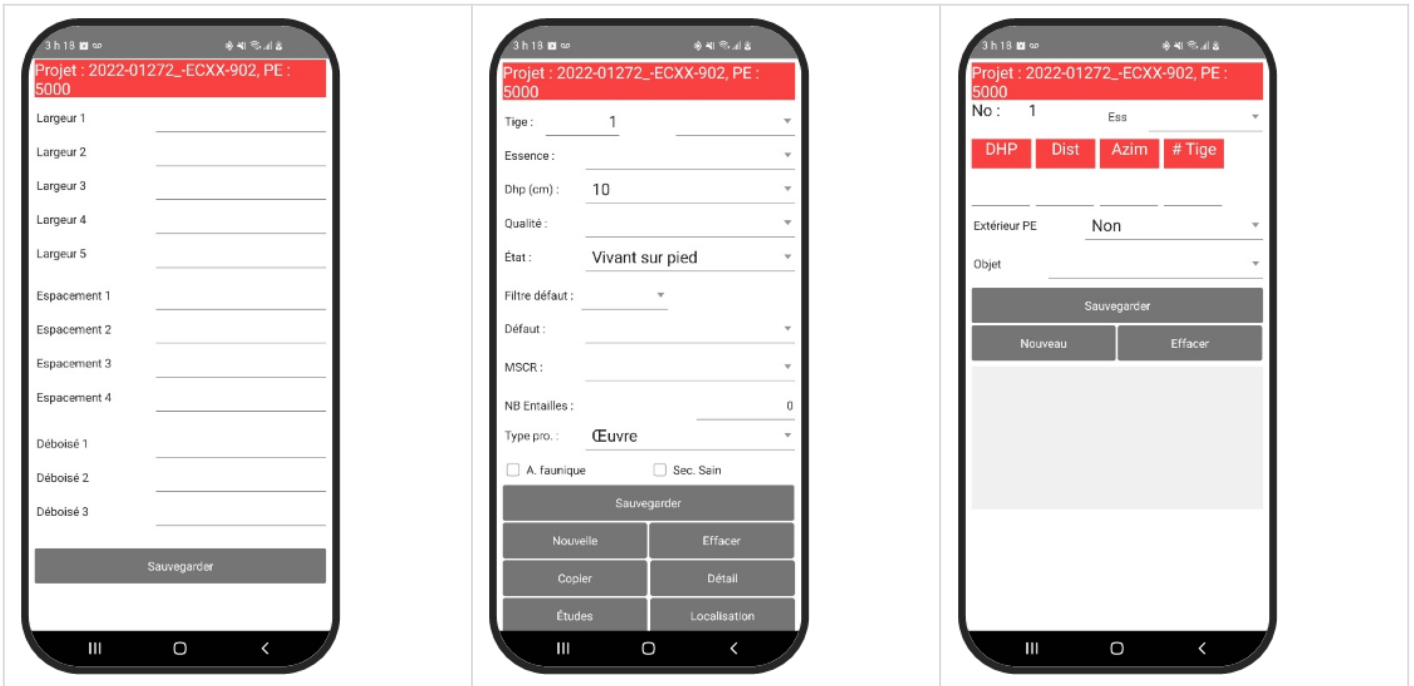 3 h 18
Projet : 2022-01272_-ECXX-902, PE :
5000
Largeur 1
Largeur 2
Largeur 3
Largeur 4
Largeur 5
Espacement 1
Espacement 2
Espacement 3
Espacement 4
Déboisé 1
Déboisé 2
Déboisé 3
Sauvegarder
3 h 18
Projet : 2022-01272_-ECXX-902, PE :
5000
Tige : 1
Essence :
Dhp (cm) : 10
Qualité :
État : Vivant sur pied
Filtre défaut :
Défaut :
MSCR :
NB Entailles : 0
Type pro. : Œuvre
A. faunique Sec. Sain
Sauvegarder
Nouvelle Effacer
Copier Détail
Études Localisation
3 h 18
Projet : 2022-01272_-ECXX-902, PE :
5000
No : 1 Ess
DHP Dist Azim # Tige
Extérieur PE Non
Objet
Sauvegarder
Nouveau Effacer